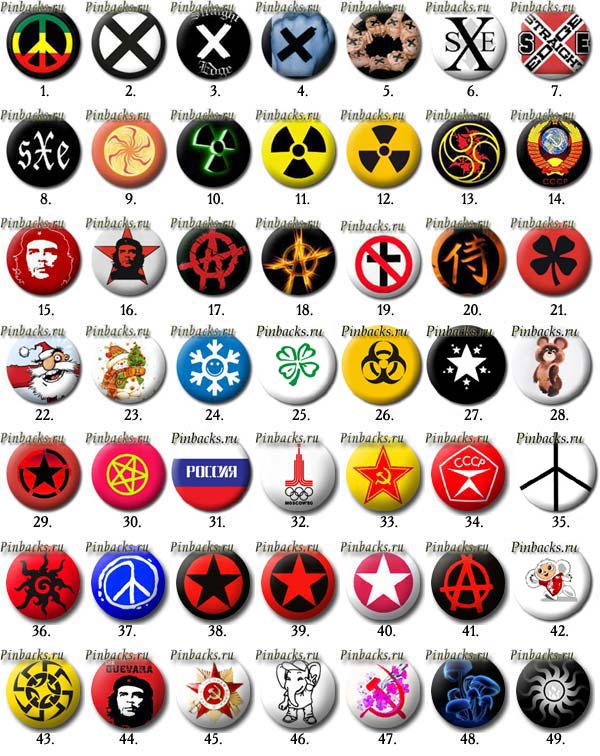 Pinbacks.ru Pinbacks.ru Pinbacks.ru Pinbacks.ru Pinbacks.ru Pinbacks.ru Pinbacks.ru
Straight
Edge
SXE
STRAIGHT
EDGE
SXE
1. 2. 3. 4. 5. 6. 7.
Pinbacks.ru Pinbacks.ru Pinbacks.ru Pinbacks.ru Pinbacks.ru Pinbacks.ru Pinbacks.ru
sXe
СССР
8. 9. 10. 11. 12. 13. 14.
Pinbacks.ru Pinbacks.ru Pinbacks.ru Pinbacks.ru Pinbacks.ru Pinbacks.ru Pinbacks.ru
侍
15. 16. 17. 18. 19. 20. 21.
Pinbacks.ru Pinbacks.ru Pinbacks.ru Pinbacks.ru Pinbacks.ru Pinbacks.ru Pinbacks.ru
22. 23. 24. 25. 26. 27. 28.
Pinbacks.ru Pinbacks.ru Pinbacks.ru Pinbacks.ru Pinbacks.ru Pinbacks.ru Pinbacks.ru
РОССИЯ
MOSCOW'80
СССР
29. 30. 31. 32. 33. 34. 35.
Pinbacks.ru Pinbacks.ru Pinbacks.ru Pinbacks.ru Pinbacks.ru Pinbacks.ru Pinbacks.ru
36. 37. 38. 39. 40. 41. 42.
Pinbacks.ru Pinbacks.ru Pinbacks.ru Pinbacks.ru Pinbacks.ru Pinbacks.ru Pinbacks.ru
GUEVARA
43. 44. 45. 46. 47. 48. 49.